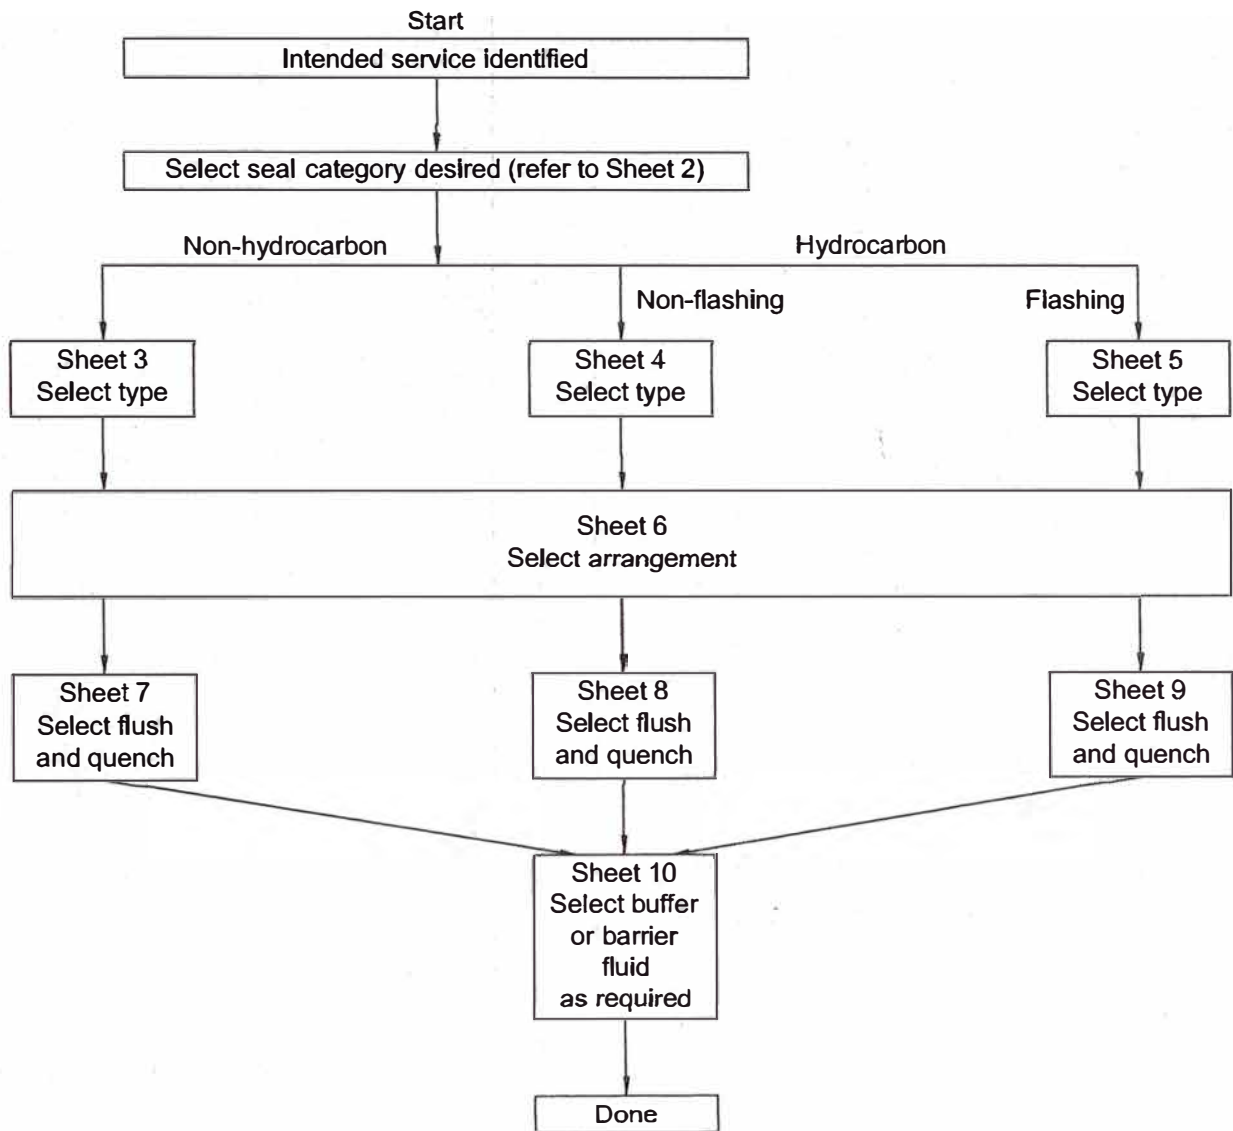 Start
Intended service identified
Select seal category desired (refer to Sheet 2)
Non-hydrocarbon
Hydrocarbon
Non-flashing
Flashing
Sheet 3
Select type
Sheet 4
Select type
Sheet 5
Select type
Sheet 6
Select arrangement
Sheet 7
Select flush
and quench
Sheet 8
Select flush
and quench
Sheet 9
Select flush
and quench
Sheet 10
Select buffer
or barrier
fluid
as required
Done